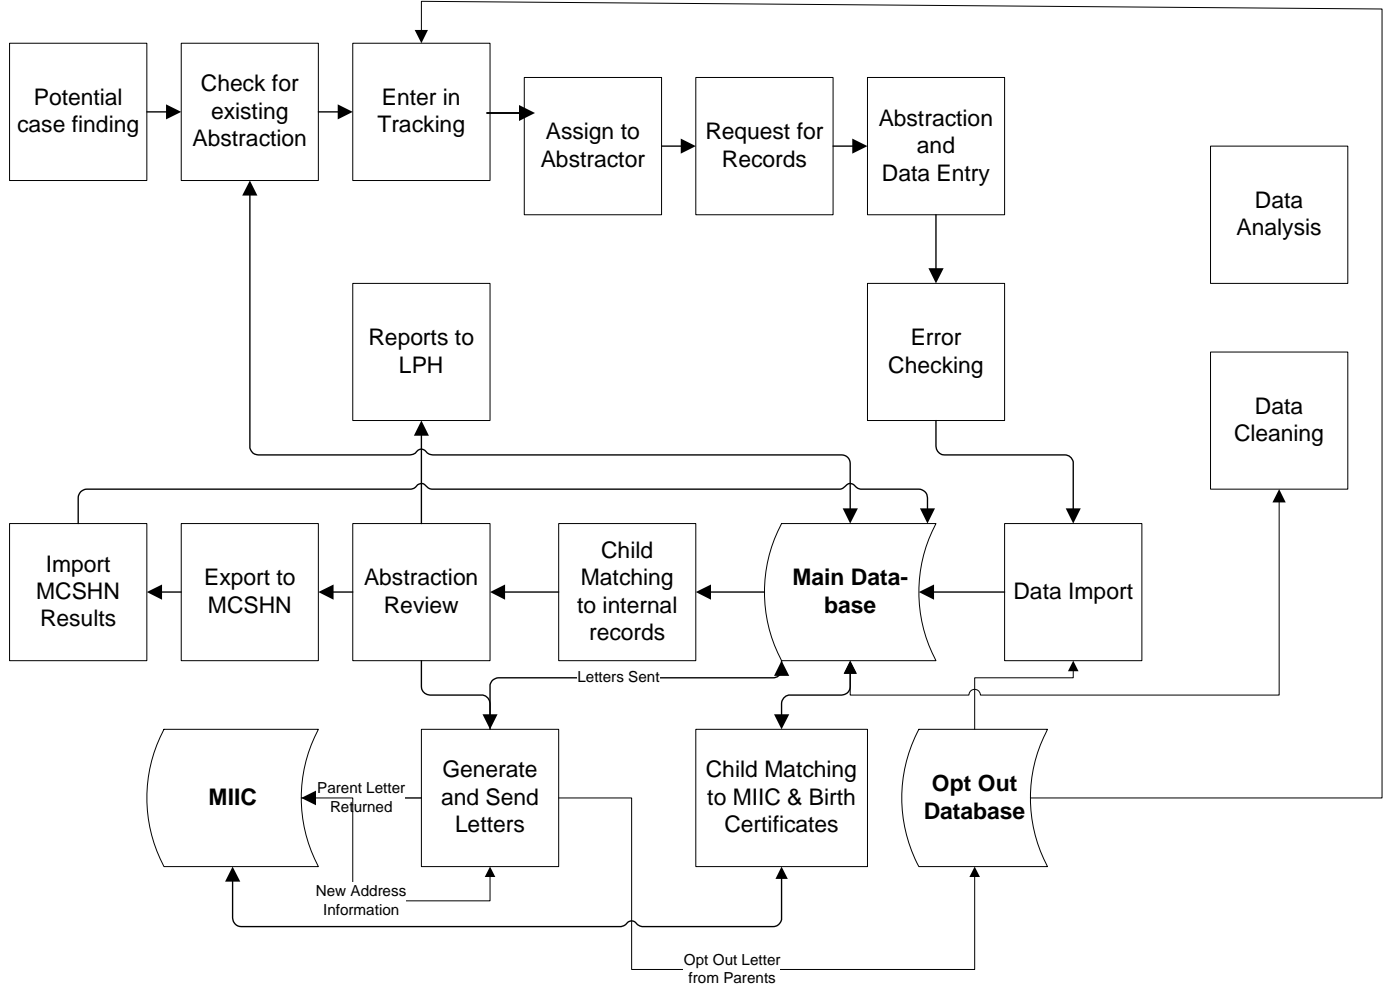 Potential
case finding
Check for
existing
Abstraction
Enter in
Tracking
Assign to
Abstractor
Request for
Records
Abstraction
and
Data Entry
Data
Analysis
Reports to
LPH
Error
Checking
Data
Cleaning
Import
MCSHN
Results
Export to
MCSHN
Abstraction
Review
Child
Matching
to internal
records
Main Data-
base
Data Import
Letters Sent
MIIC
Parent Letter
Returned
Generate
and Send
Letters
Child Matching
to MIIC & Birth
Certificates
Opt Out
Database
New Address
Information
Opt Out Letter
from Parents